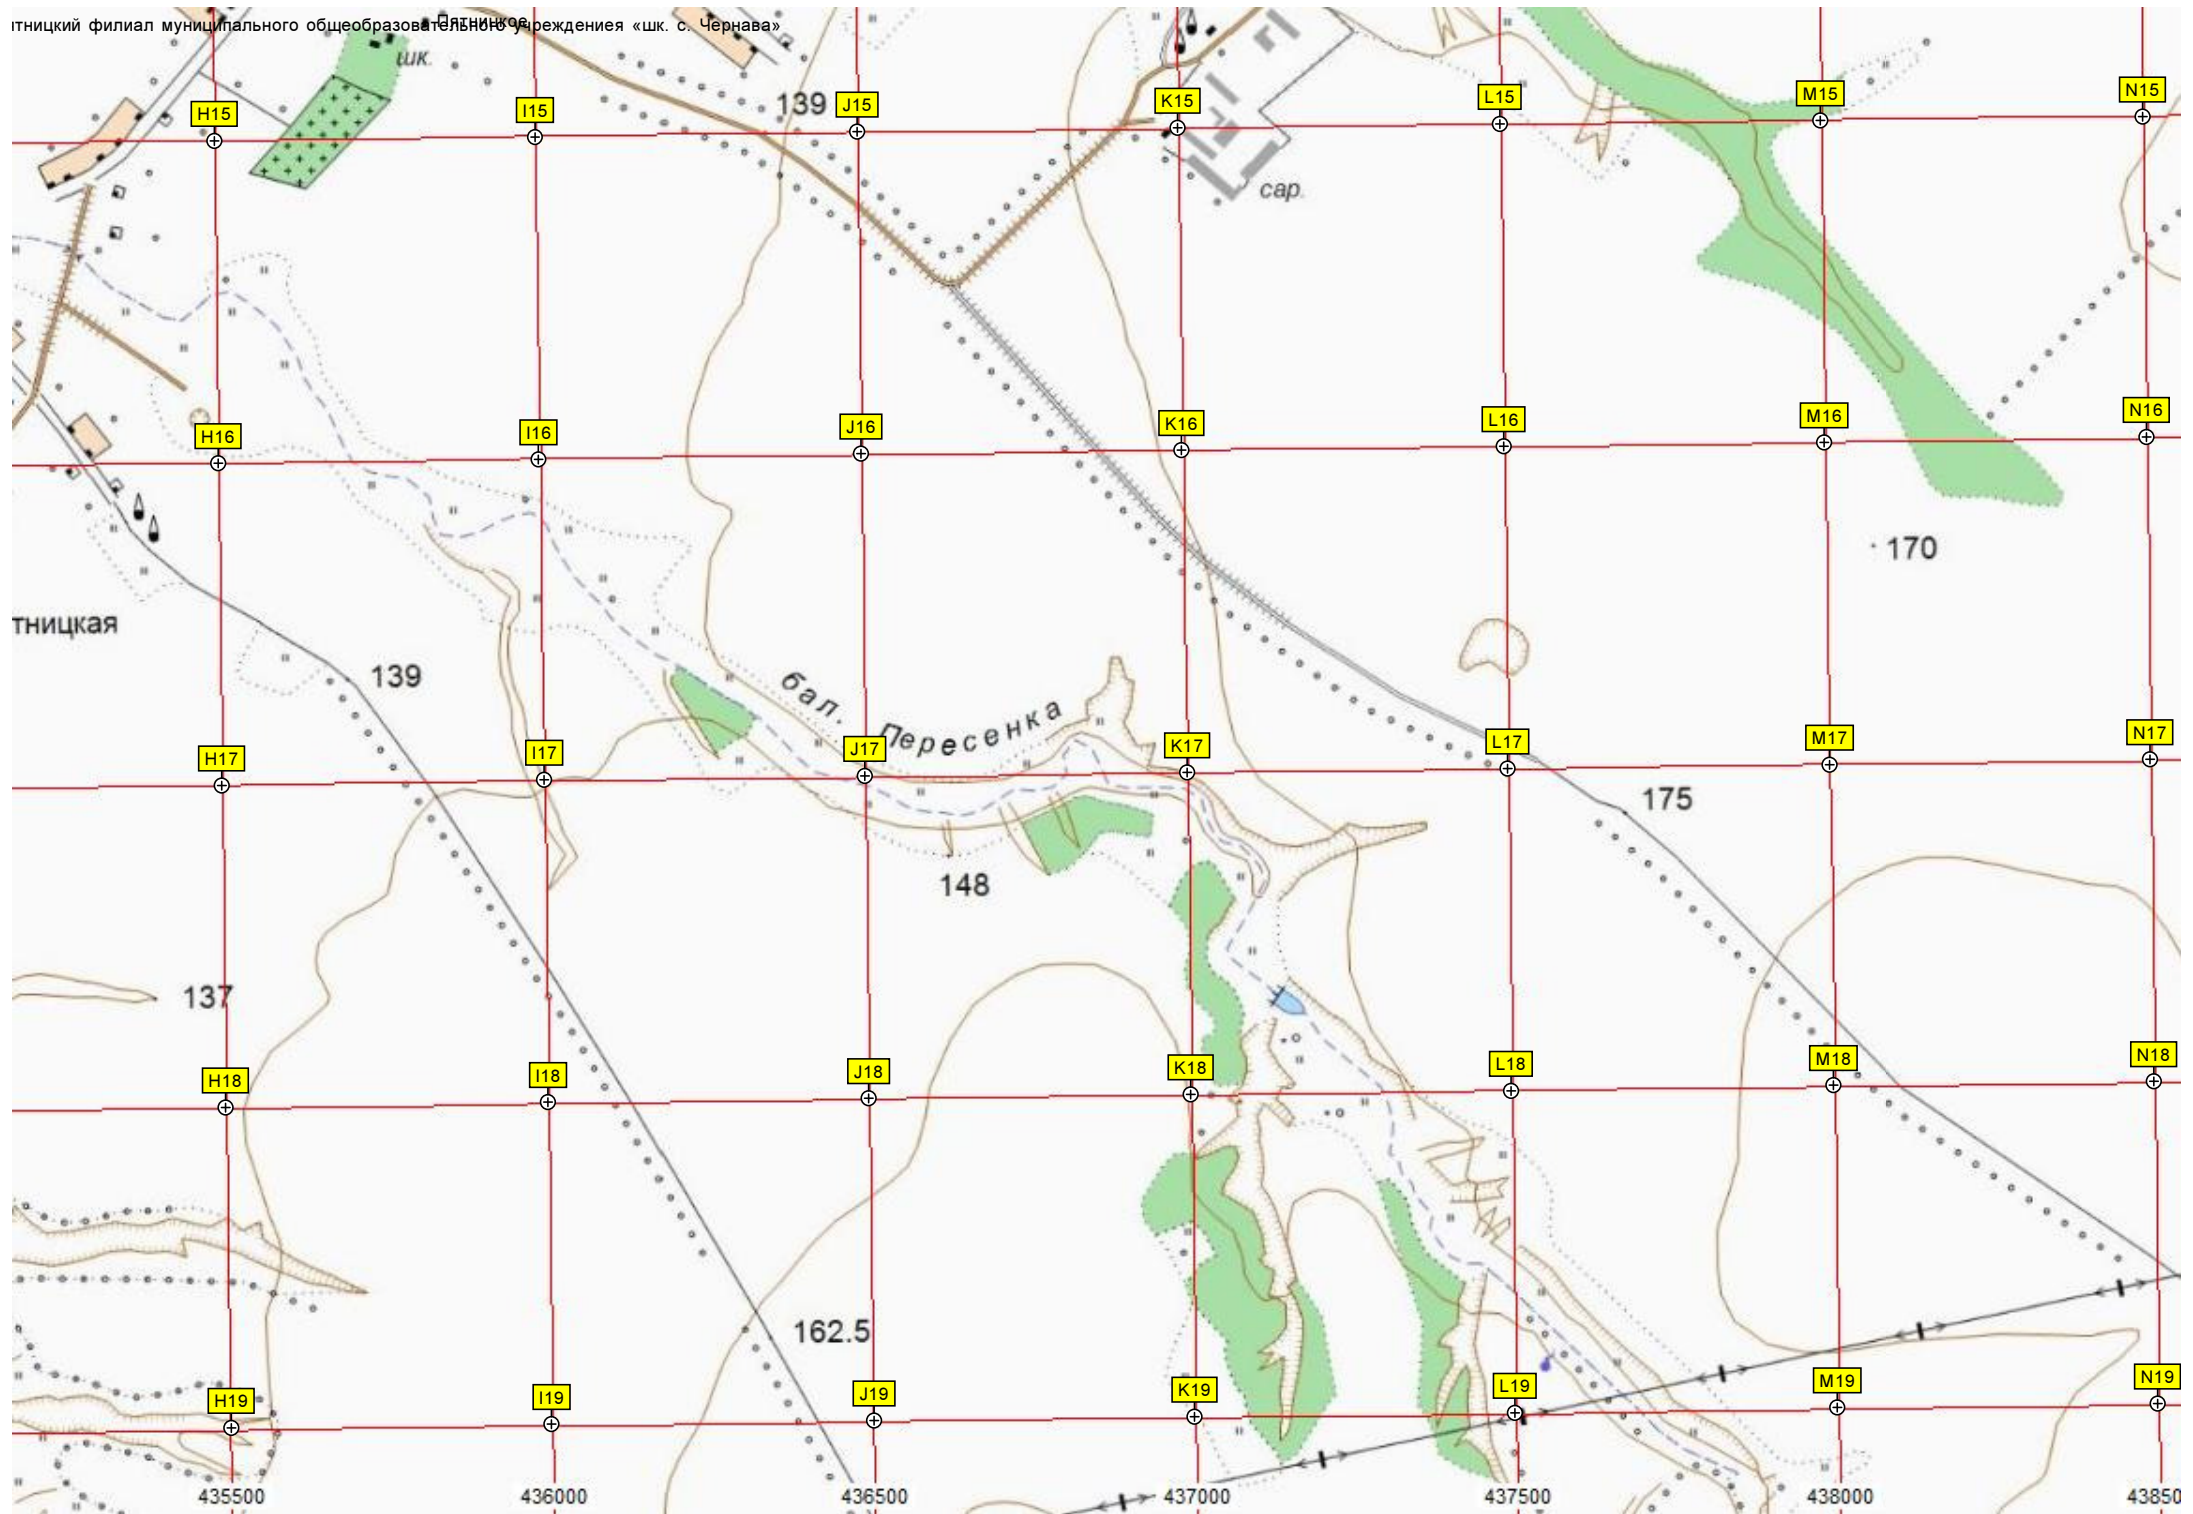 тницкий филиал муниципального общеобразовательного учреждениея «шк. с. Чернава»
Пятницкое
шк.
139
H15 I15 J15 K15 L15 M15 N15
сар.
H16 I16 J16 K16 L16 M16 N16
170
тницкая
139
бал. Пересенка
H17 I17 J17 K17 L17 M17 N17
175
148
137
H18 I18 J18 K18 L18 M18 N18
162.5
H19 I19 J19 K19 L19 M19 N19
435500 436000 436500 437000 437500 438000 43850